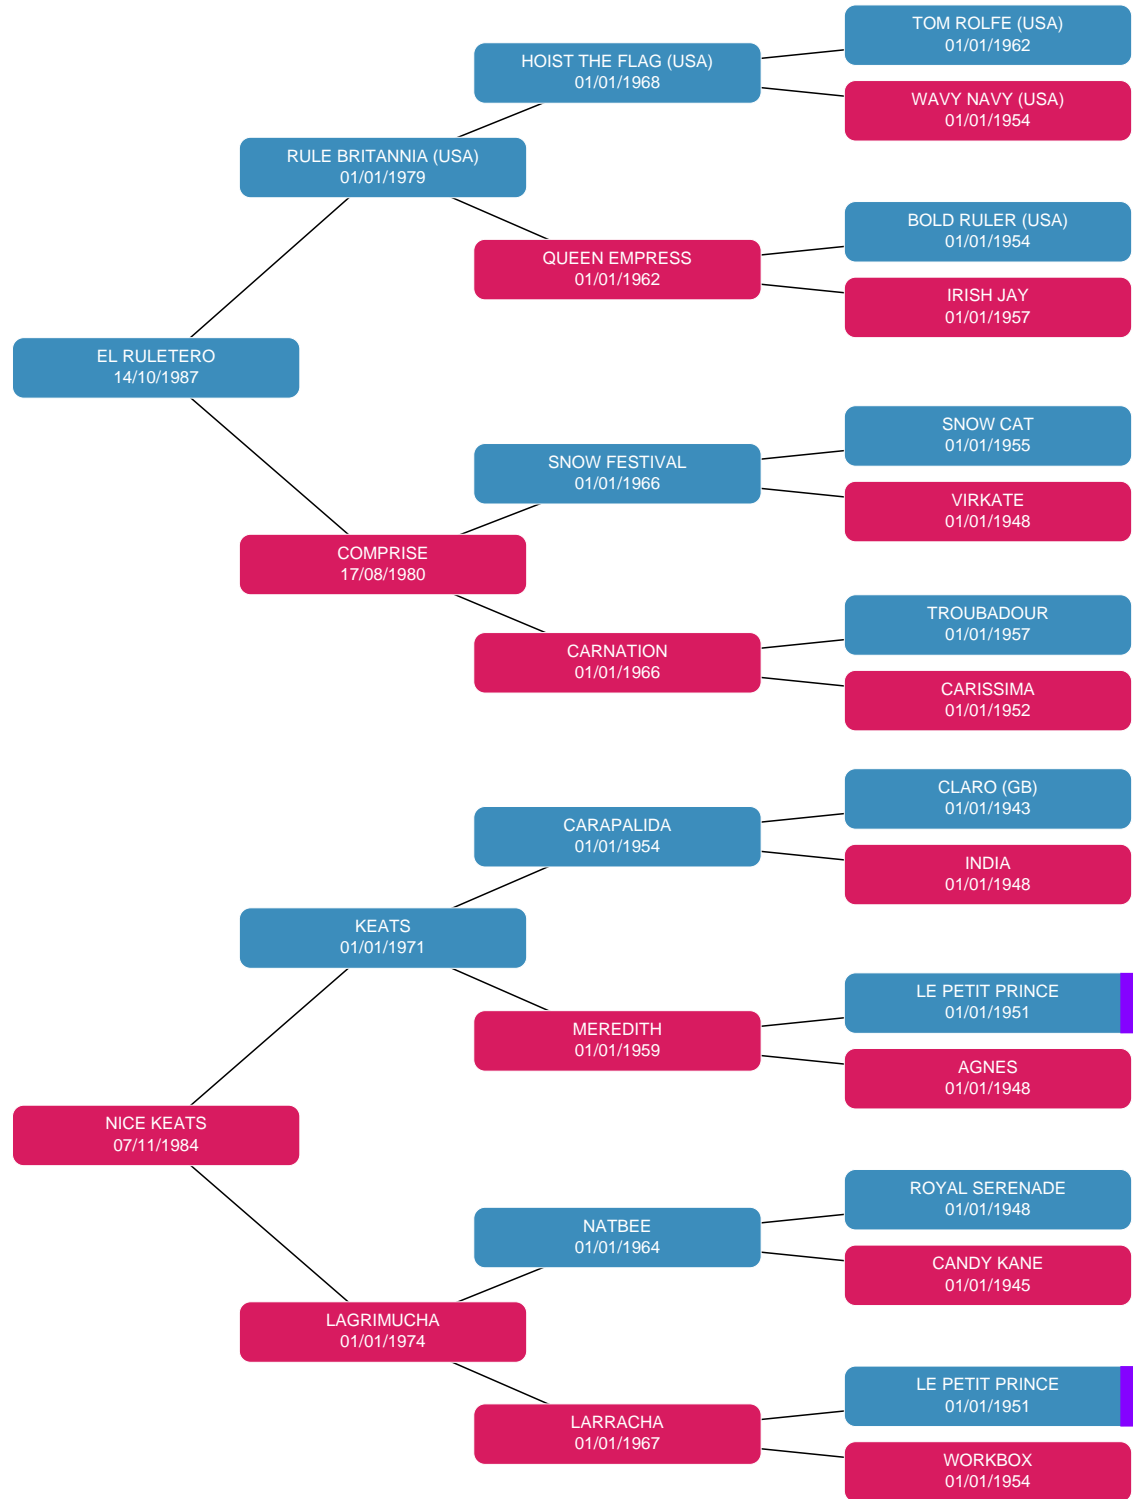 TOM ROLFE (USA)
01/01/1962
HOIST THE FLAG (USA)
01/01/1968
WAVY NAVY (USA)
01/01/1954
RULE BRITANNIA (USA)
01/01/1979
BOLD RULER (USA)
01/01/1954
QUEEN EMPRESS
01/01/1962
IRISH JAY
01/01/1957
EL RULETERO
14/10/1987
SNOW CAT
01/01/1955
SNOW FESTIVAL
01/01/1966
VIRKATE
01/01/1948
COMPRISE
17/08/1980
TROUBADOUR
01/01/1957
CARNATION
01/01/1966
CARISSIMA
01/01/1952
CLARO (GB)
01/01/1943
CARAPALIDA
01/01/1954
INDIA
01/01/1948
KEATS
01/01/1971
LE PETIT PRINCE
01/01/1951
MEREDITH
01/01/1959
AGNES
01/01/1948
NICE KEATS
07/11/1984
ROYAL SERENADE
01/01/1948
NATBEE
01/01/1964
CANDY KANE
01/01/1945
LAGRIMUCHA
01/01/1974
LE PETIT PRINCE
01/01/1951
LARRACHA
01/01/1967
WORKBOX
01/01/1954